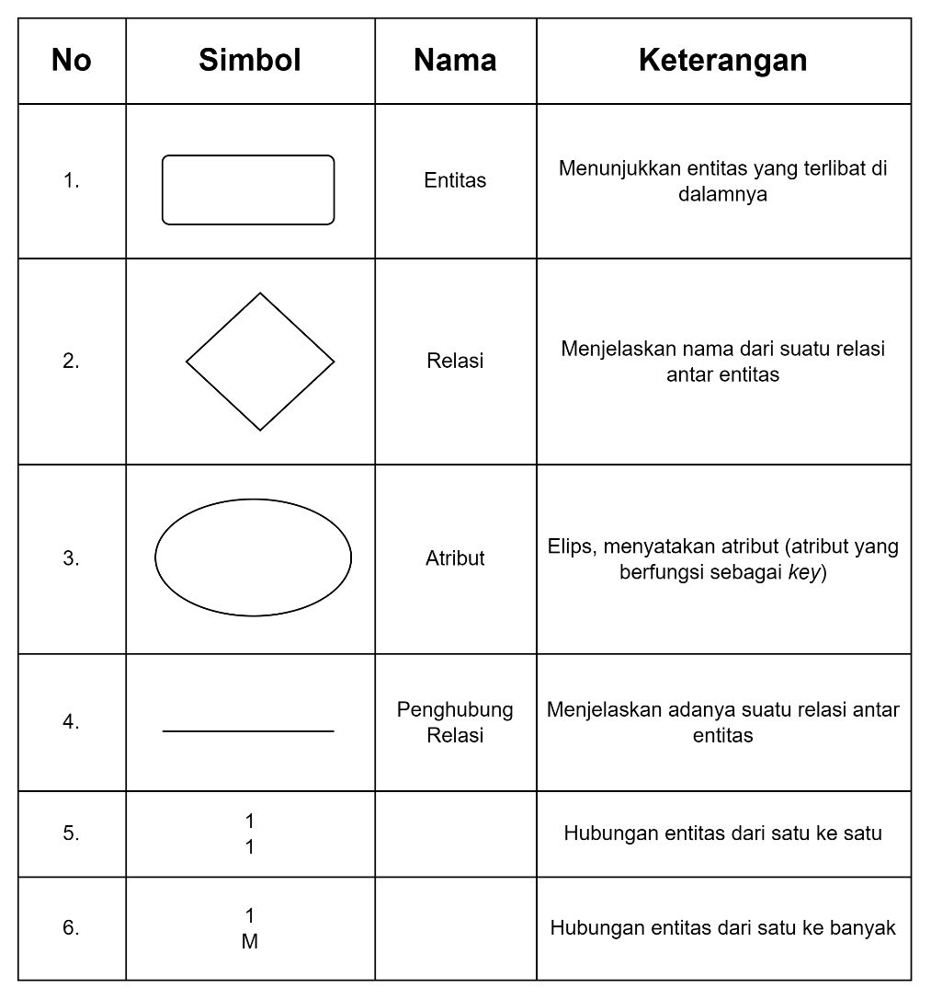 No Simbol Nama Keterangan
1. Entitas Menunjukkan entitas yang terlibat di
dalamnya
2. Relasi Menjelaskan nama dari suatu relasi
antar entitas
3. Atribut Elips, menyatakan atribut (atribut yang
berfungsi sebagai key)
4. Penghubung
Relasi
Menjelaskan adanya suatu relasi antar
entitas
5. 1
1
Hubungan entitas dari satu ke satu
6. 1
M
Hubungan entitas dari satu ke banyak